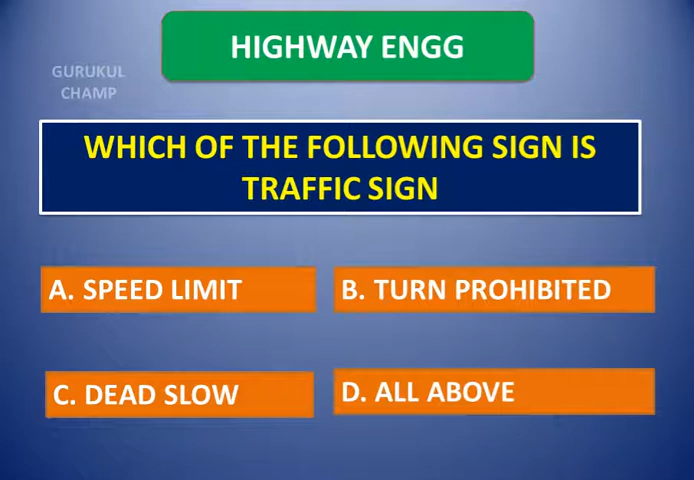 HIGHWAY ENGG
GURUKUL
CHAMP
WHICH OF THE FOLLOWING SIGN IS
TRAFFIC SIGN
A. SPEED LIMIT
B. TURN PROHIBITED
C. DEAD SLOW
D. ALL ABOVE